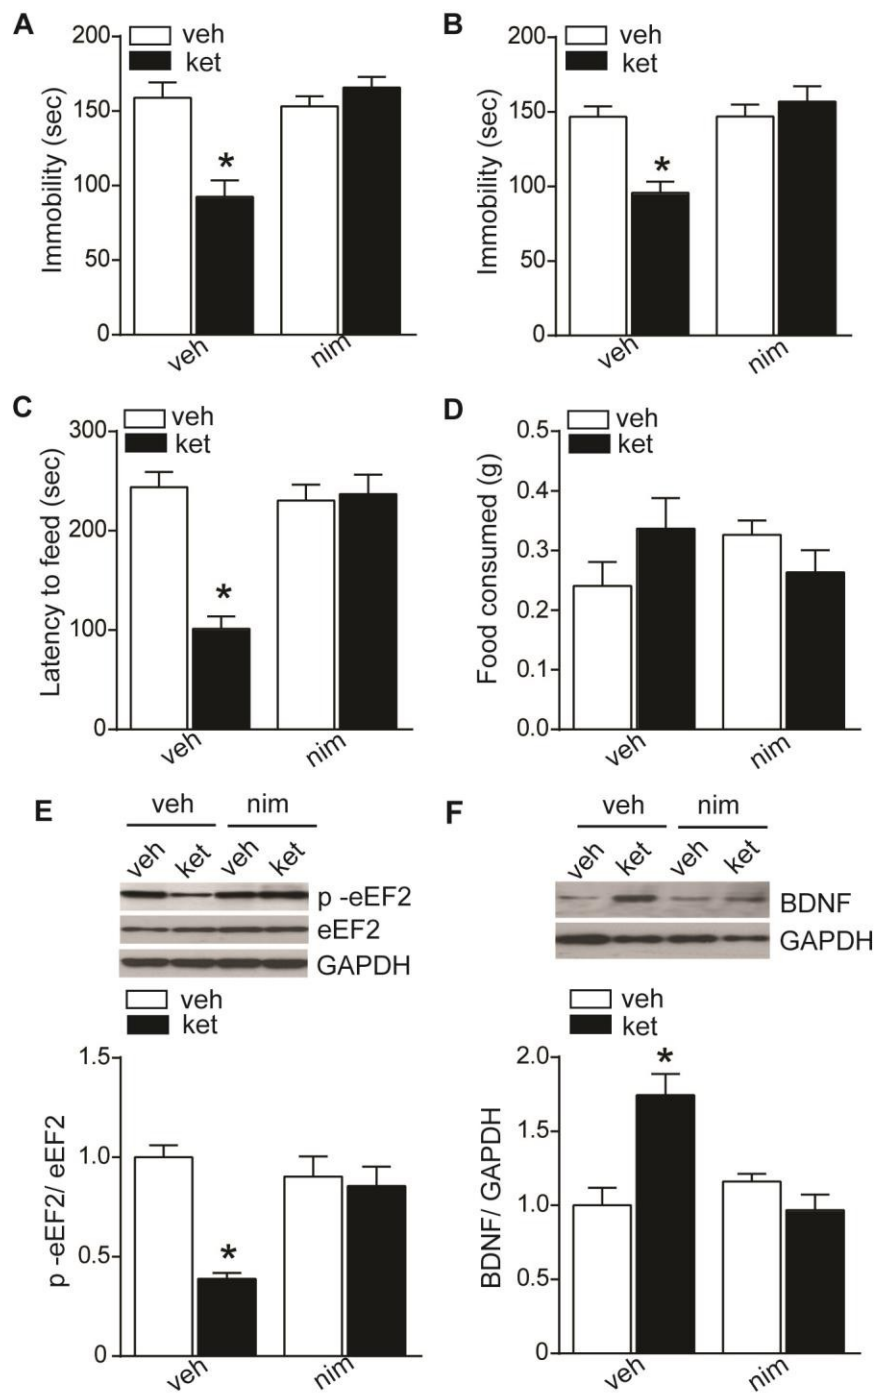 A
veh
ket
Immobility (sec)
200
150
100
50
0
*
veh
nim
B
veh
ket
Immobility (sec)
200
150
100
50
0
*
veh
nim
C
veh
ket
Latency to feed (sec)
300
200
100
0
*
veh
nim
D
veh
ket
Food consumed (g)
0.5
0.4
0.3
0.2
0.1
0.0
veh
nim
E
veh nim
veh ket veh ket
p -eEF2
eEF2
GAPDH
veh
ket
p -eEF2/ eEF2
1.5
1.0
0.5
0
*
veh
nim
F
veh nim
veh ket veh ket
BDNF
GAPDH
veh
ket
BDNF/ GAPDH
2.0
1.5
1.0
0.5
0
*
veh
nim